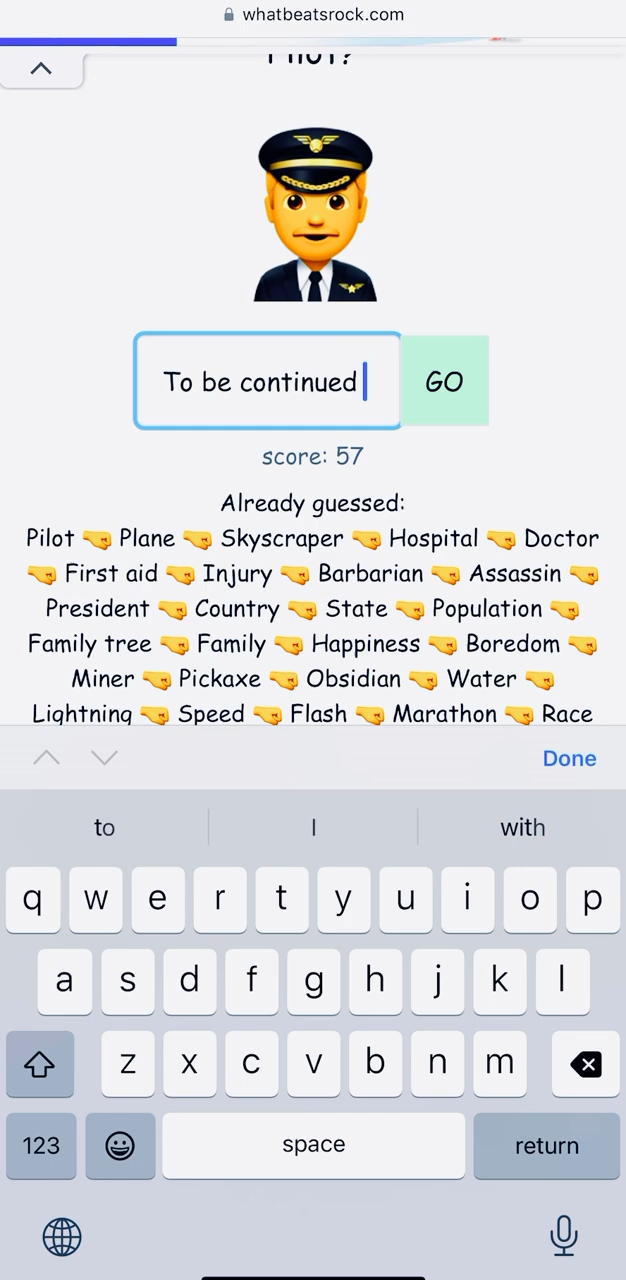 whatbeatsrock.com
To be continued
GO
score: 57
Already guessed:
Pilot 🤜 Plane 🤜 Skyscraper 🤜 Hospital 🤜 Doctor
🤜 First aid 🤜 Injury 🤜 Barbarian 🤜 Assassin 🤜
President 🤜 Country 🤜 State 🤜 Population 🤜
Family tree 🤜 Family 🤜 Happiness 🤜 Boredom 🤜
Miner 🤜 Pickaxe 🤜 Obsidian 🤜 Water 🤜
Lightning 🤜 Speed 🤜 Flash 🤜 Marathon 🤜 Race
Done
to I with
q w e r t y u i o p
a s d f g h j k l
z x c v b n m
123 space return